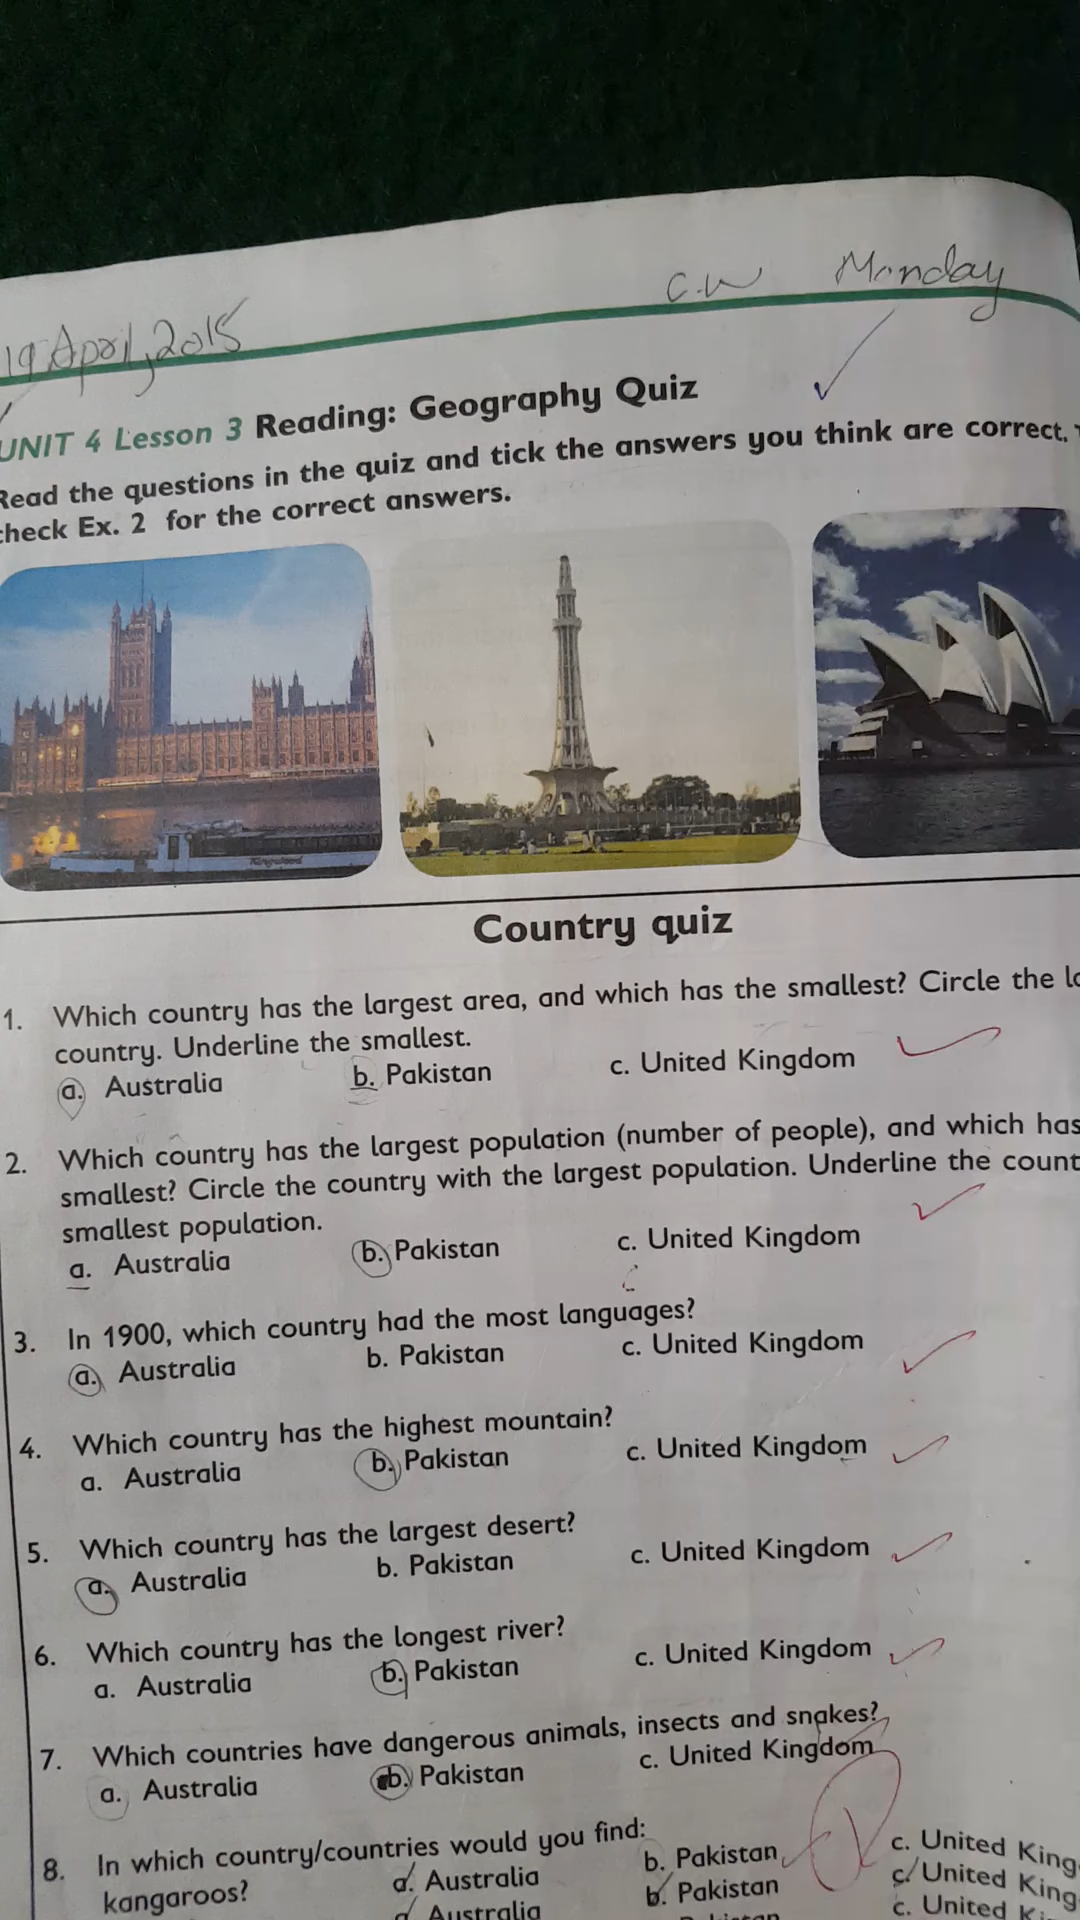 C.W Monday
19 April, 2015
UNIT 4 Lesson 3 Reading: Geography Quiz
Read the questions in the quiz and tick the answers you think are correct.
check Ex. 2 for the correct answers.
Country quiz
1. Which country has the largest area, and which has the smallest? Circle the
country. Underline the smallest.
a. Australia b. Pakistan c. United Kingdom
2. Which country has the largest population (number of people), and which has
smallest? Circle the country with the largest population. Underline the count
smallest population.
a. Australia b. Pakistan c. United Kingdom
3. In 1900, which country had the most languages?
a. Australia b. Pakistan c. United Kingdom
4. Which country has the highest mountain?
a. Australia b. Pakistan c. United Kingdom
5. Which country has the largest desert?
a. Australia b. Pakistan c. United Kingdom
6. Which country has the longest river?
a. Australia b. Pakistan c. United Kingdom
7. Which countries have dangerous animals, insects and snakes?
a. Australia b. Pakistan c. United Kingdom
8. In which country/countries would you find:
kangaroos? a. Australia b. Pakistan c. United King
a. Australia b. Pakistan c. United King
c. United